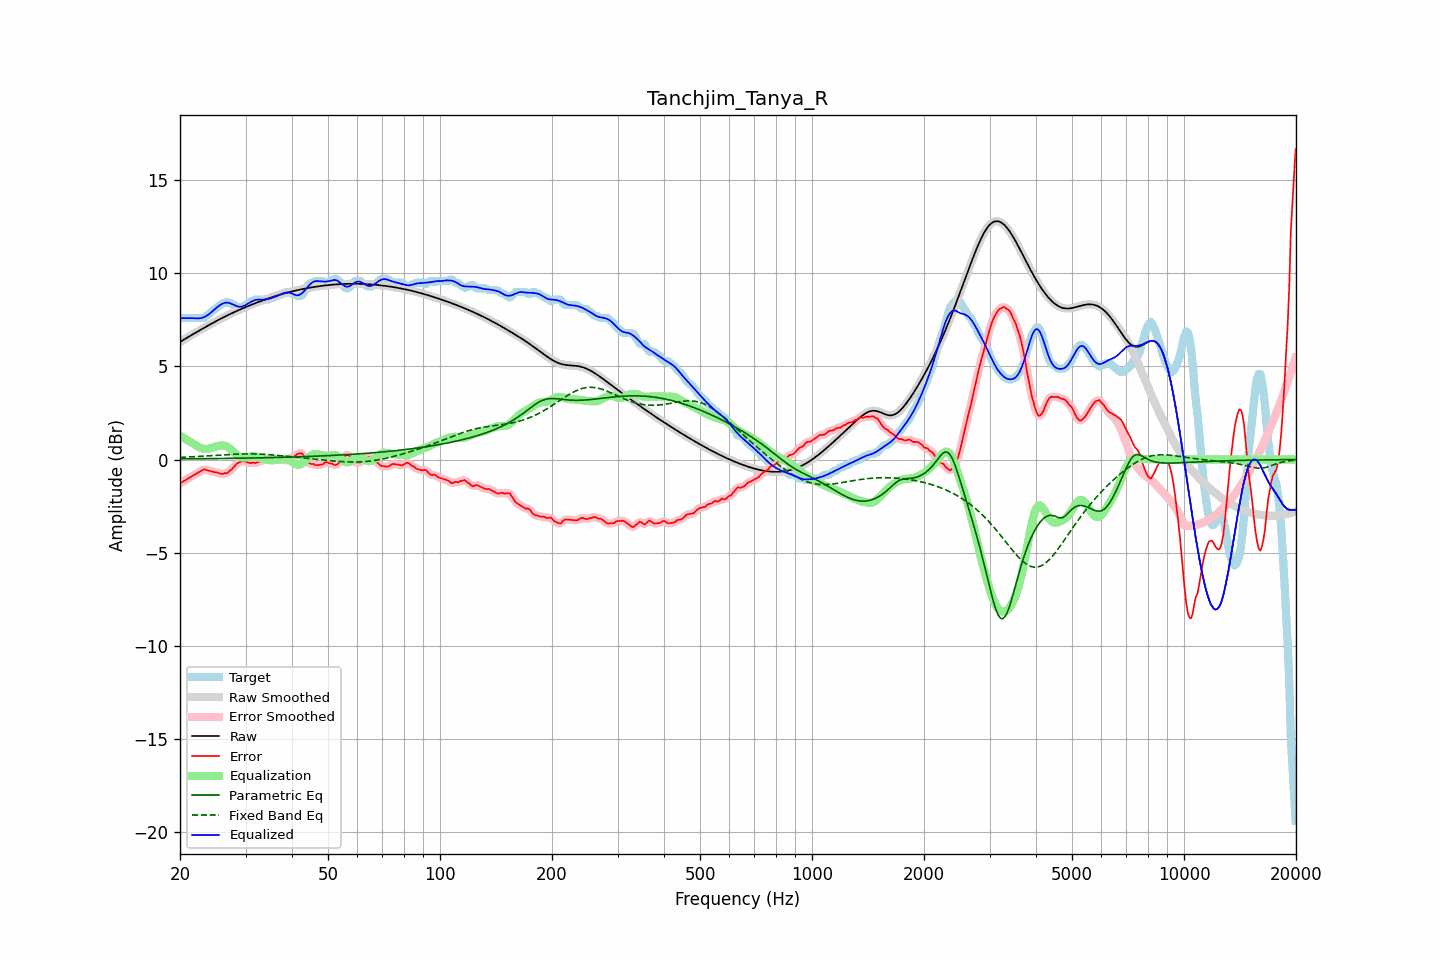 Tanchjim_Tanya_R
Amplitude (dBr)
15
10
5
0
−5
−10
−15
−20
Target
Raw Smoothed
Error Smoothed
Raw
Error
Equalization
Parametric Eq
Fixed Band Eq
Equalized
20 50 100 200 500 1000 2000 5000 10000 20000
Frequency (Hz)